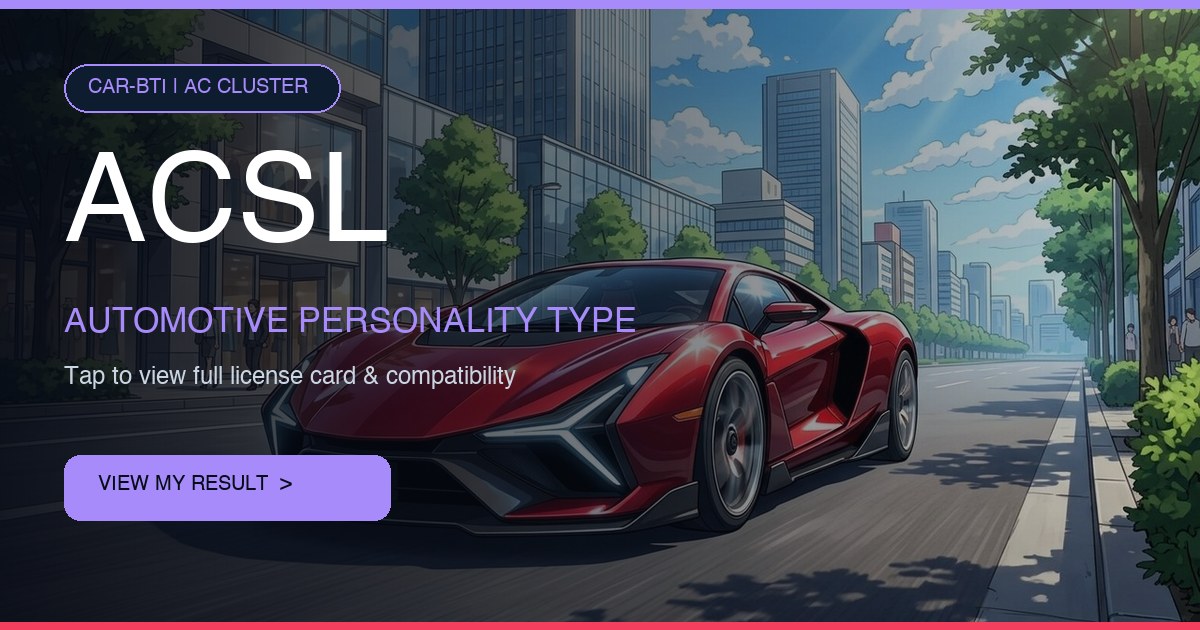 CAR-BTI | AC CLUSTER
ACSL
AUTOMOTIVE PERSONALITY TYPE
Tap to view full license card & compatibility
VIEW MY RESULT >